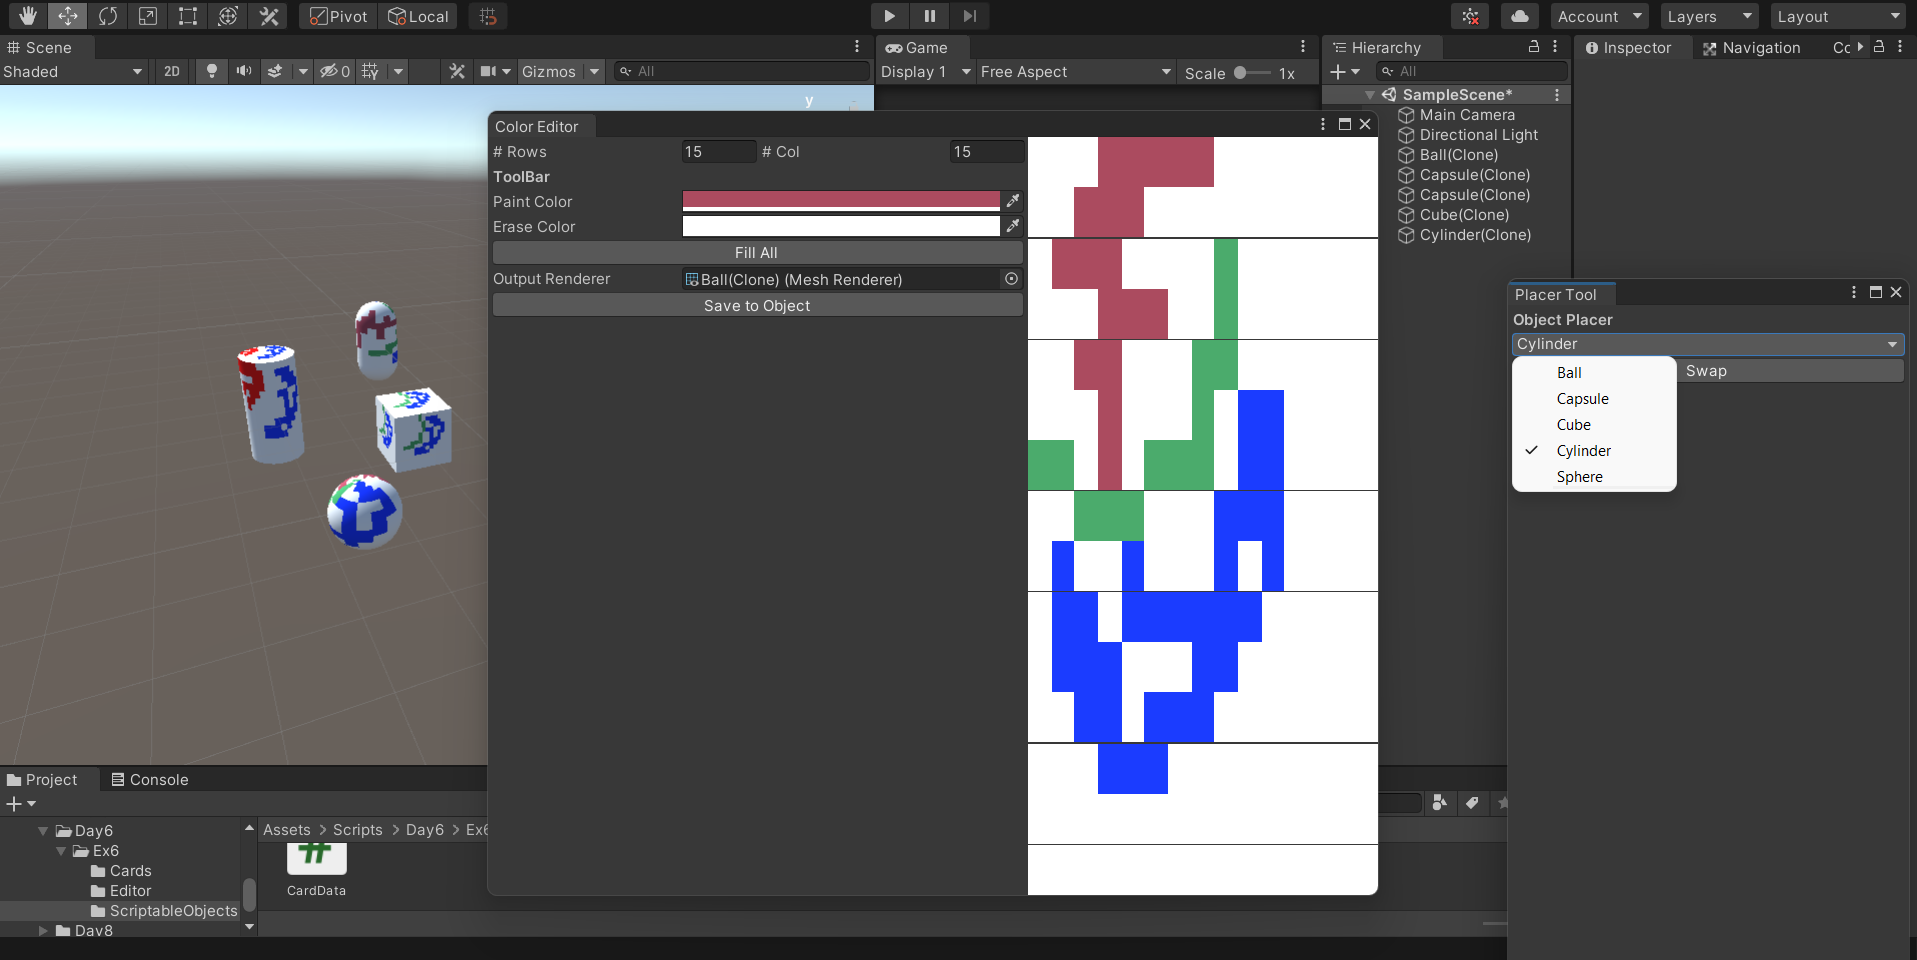 Pivot Local Account Layers Layout
Scene Game Hierarchy Inspector Navigation Co
Shaded 2D 0 Gizmos All Display 1 Free Aspect Scale 1x All
y
SampleScene*
Main Camera
Directional Light
Ball(Clone)
Capsule(Clone)
Capsule(Clone)
Cube(Clone)
Cylinder(Clone)
Color Editor
# Rows 15 # Col 15
ToolBar
Paint Color
Erase Color
Fill All
Output Renderer Ball(Clone) (Mesh Renderer)
Save to Object
Placer Tool
Object Placer
Cylinder
Swap
Ball
Capsule
Cube
Cylinder
Sphere
Project Console
Day6
Ex6
Cards
Editor
ScriptableObjects
Day8
Assets > Scripts > Day6 > Ex6
CardData